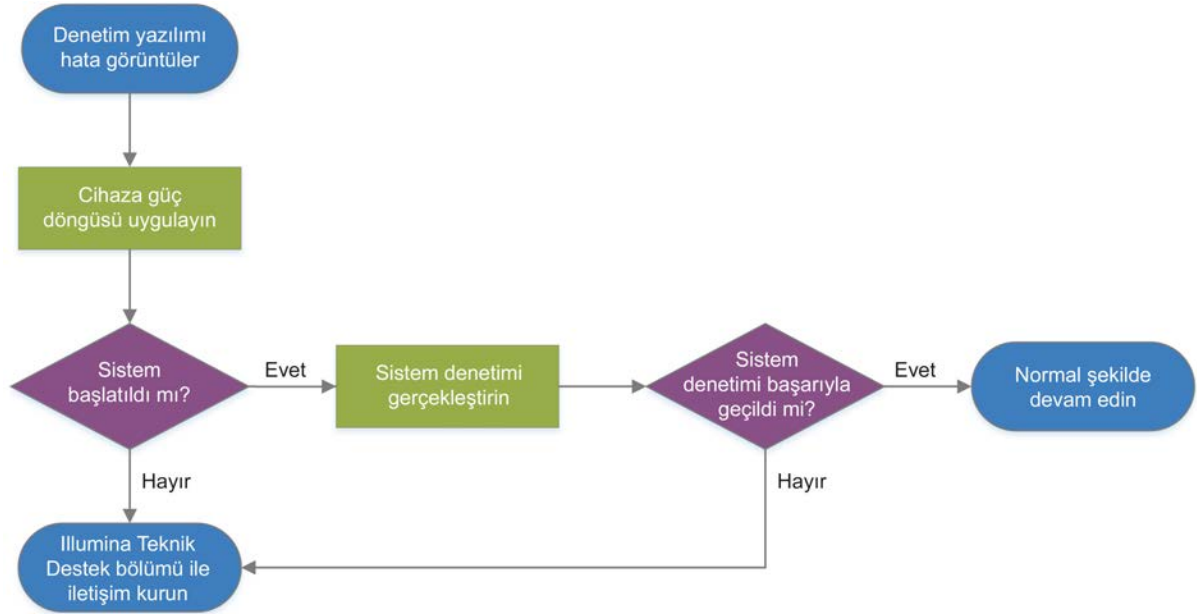 Denetim yazılımı
hata görüntüler
Cihaza güç
döngüsü uygulayın
Sistem
başlatıldı mı?
Evet
Sistem denetimi
gerçekleştirin
Sistem
denetimi başarıyla
geçildi mi?
Evet
Normal şekilde
devam edin
Hayır
Hayır
Illumina Teknik
Destek bölümü ile
iletişim kurun